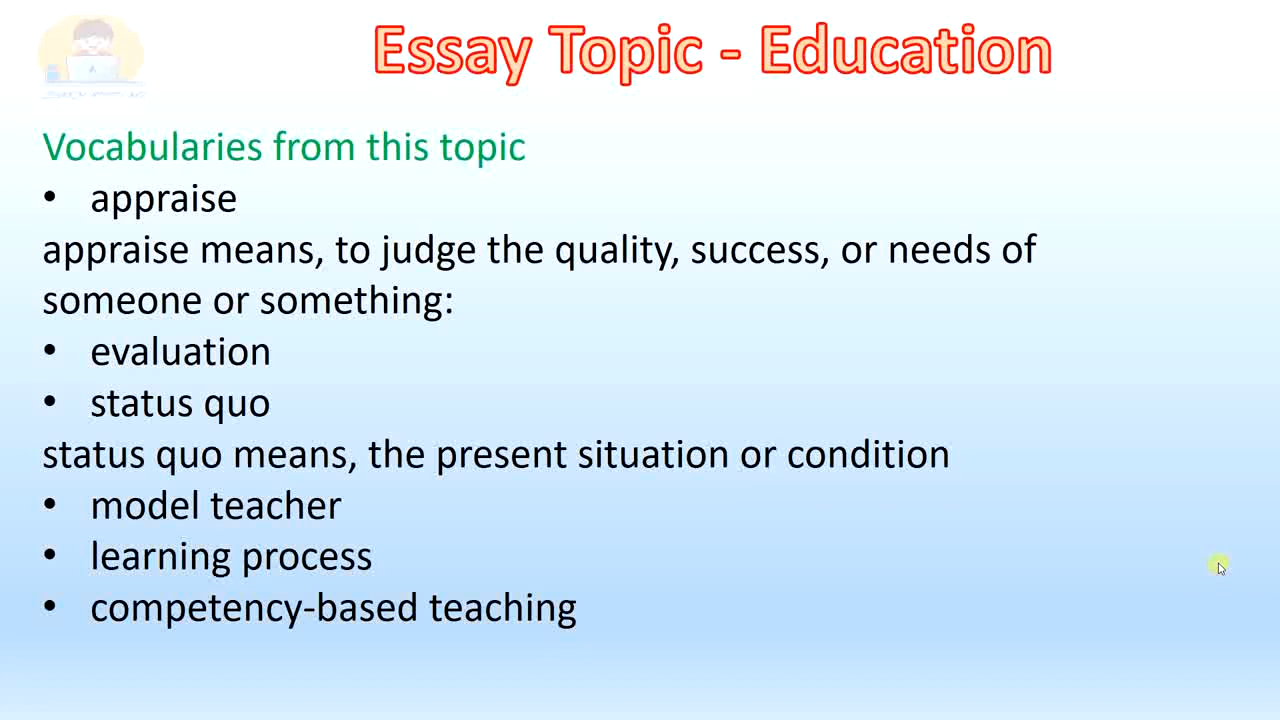 Essay Topic - Education
Vocabularies from this topic
• appraise
appraise means, to judge the quality, success, or needs of
someone or something:
• evaluation
• status quo
status quo means, the present situation or condition
• model teacher
• learning process
• competency-based teaching